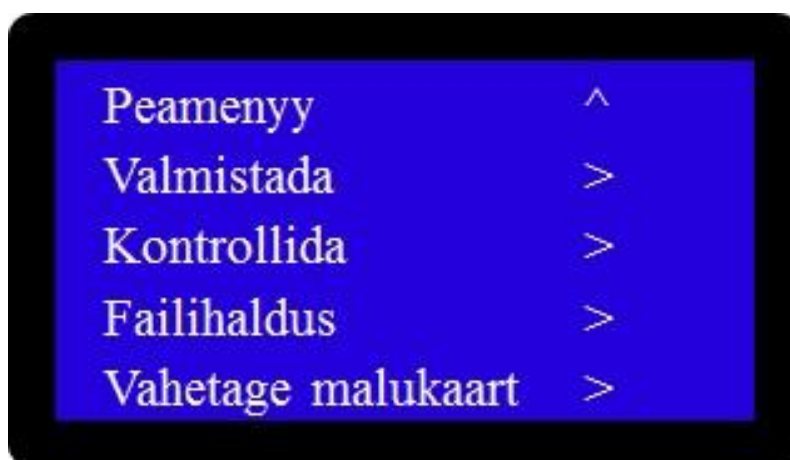 Peamenyy ^
Valmistada >
Kontrollida >
Failihaldus >
Vahetage malukaart >